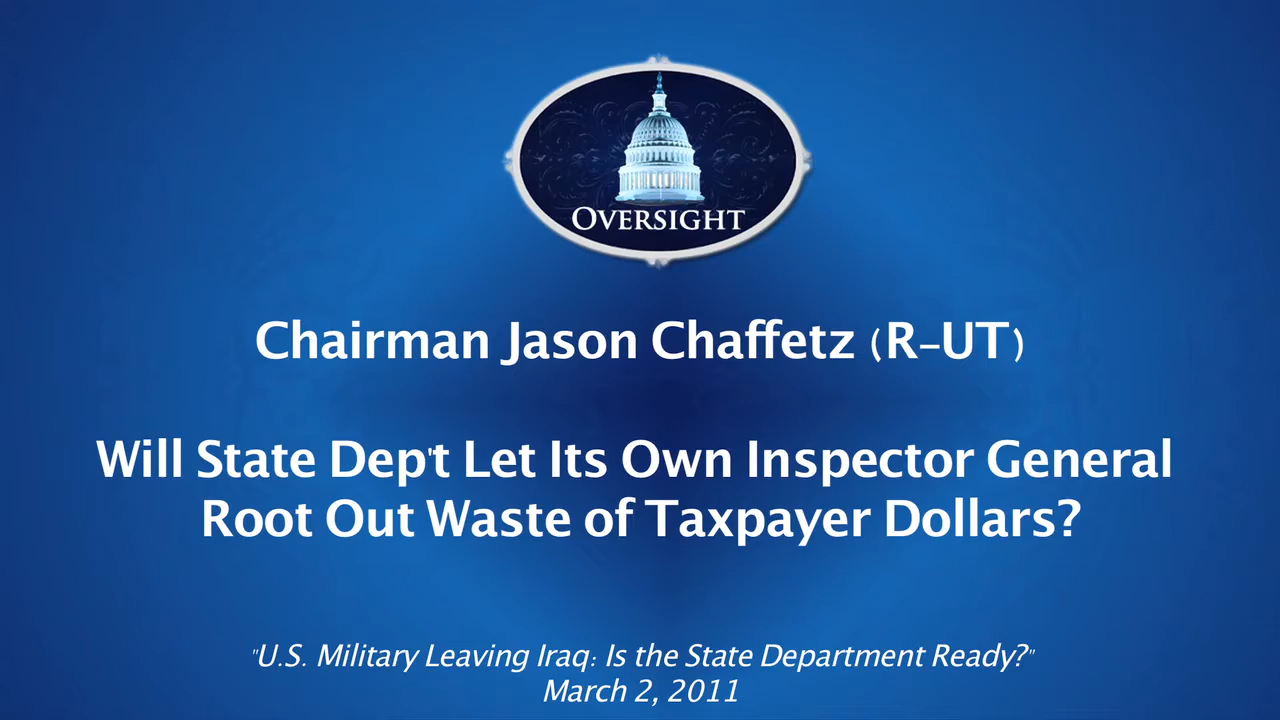 OVERSIGHT
Chairman Jason Chaffetz (R-UT)
Will State Dep't Let Its Own Inspector General
Root Out Waste of Taxpayer Dollars?
"U.S. Military Leaving Iraq: Is the State Department Ready?"
March 2, 2011